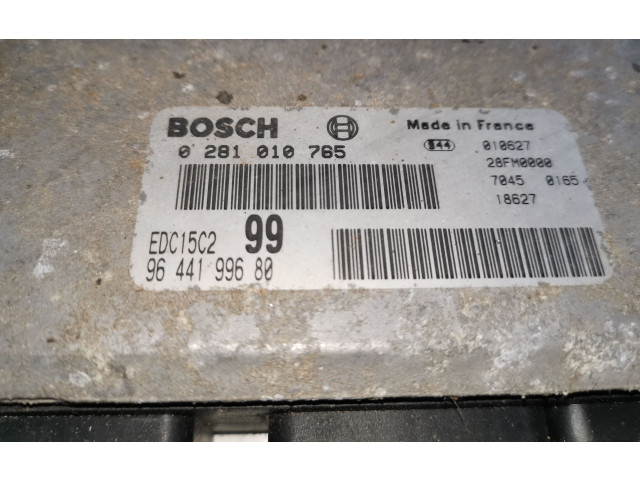 BOSCH
0 281 010 765
EDC15C2 99
96 441 996 80
Made in France
S44 010627
28FM0000
7045 0165
18627